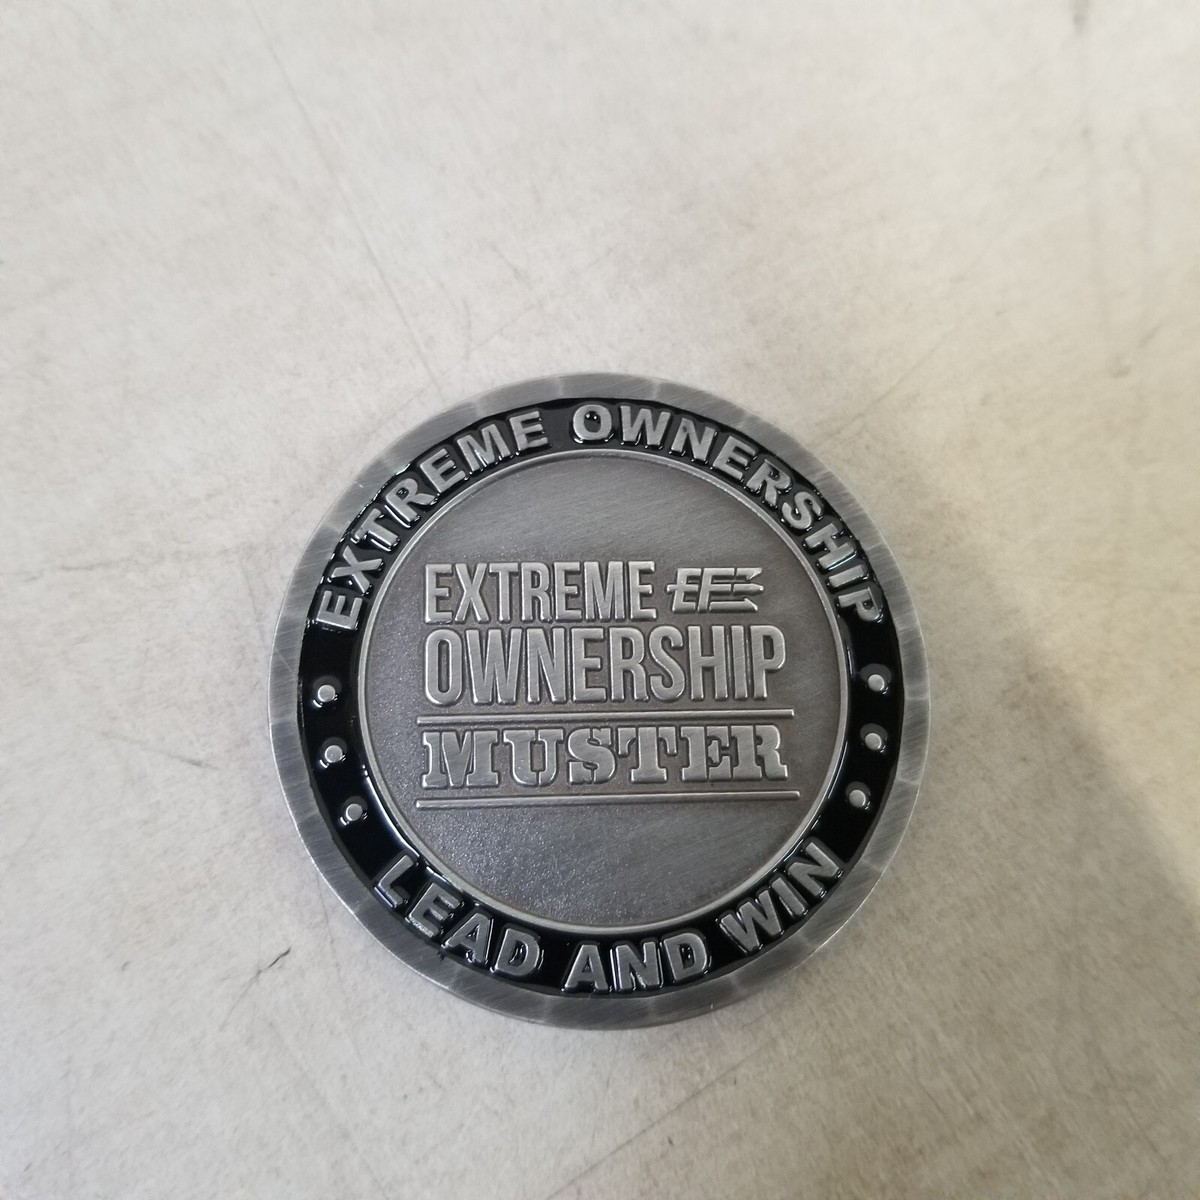 EXTREME OWNERSHIP
EXTREME
OWNERSHIP
MUSTER
LEAD AND WIN